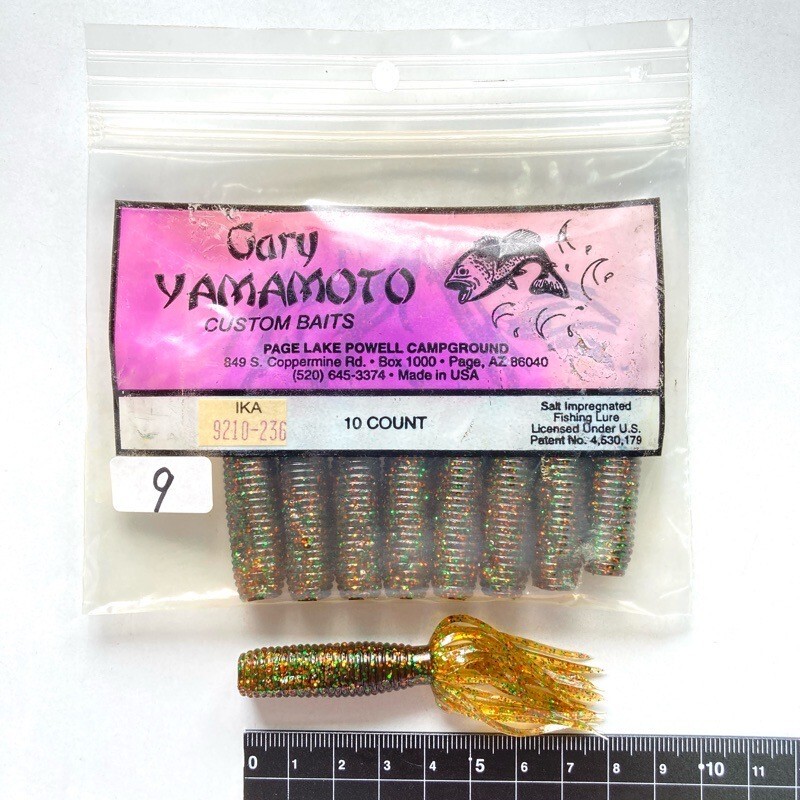 Gary
YAMAMOTO
CUSTOM BAITS
PAGE LAKE POWELL CAMPGROUND
849 S. Coppermine Rd. • Box 1000 • Page, AZ 86040
(520) 645-3374 • Made in USA
IKA
9210-236
10 COUNT
Salt Impregnated
Fishing Lure
Licensed Under U.S.
Patent No. 4,530,179
9
0 1 2 3 4 5 6 7 8 9 10 11